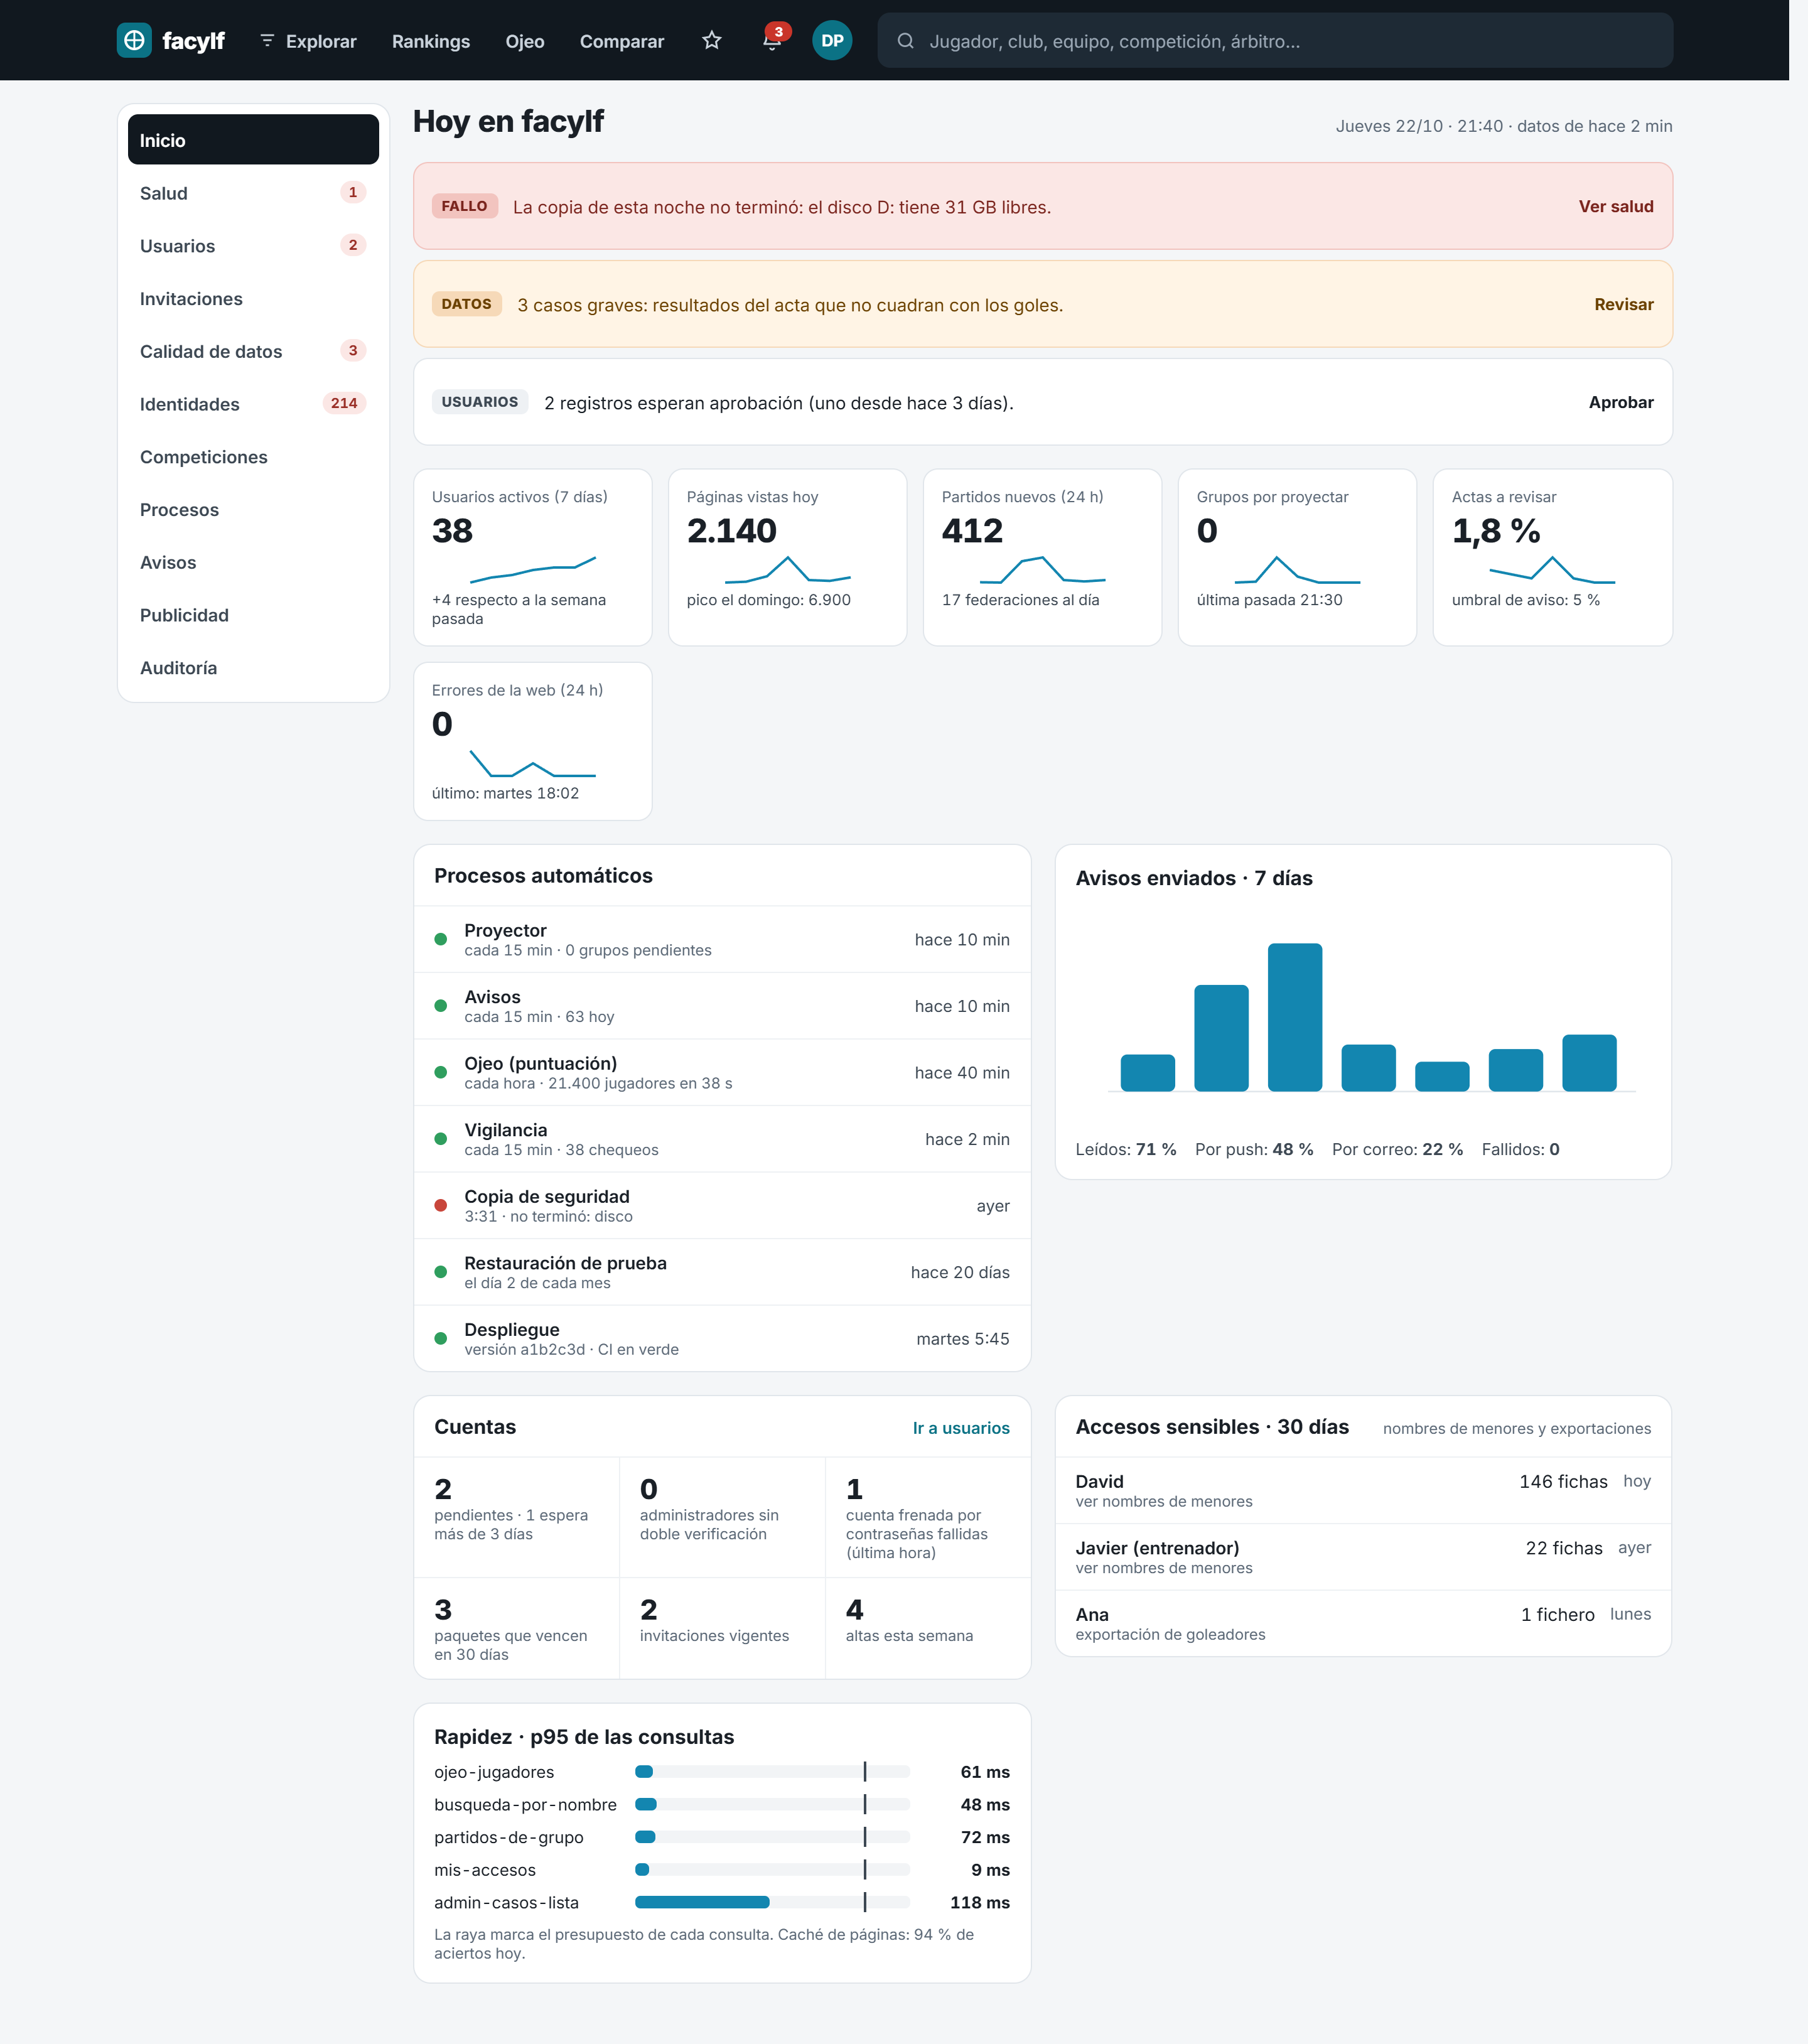 facylf
Explorar
Rankings
Ojeo
Comparar
3
DP
Jugador, club, equipo, competición, árbitro...
Inicio
Salud 1
Usuarios 2
Invitaciones
Calidad de datos 3
Identidades 214
Competiciones
Procesos
Avisos
Publicidad
Auditoría
Hoy en facylf
Jueves 22/10 · 21:40 · datos de hace 2 min
FALLO La copia de esta noche no terminó: el disco D: tiene 31 GB libres. Ver salud
DATOS 3 casos graves: resultados del acta que no cuadran con los goles. Revisar
USUARIOS 2 registros esperan aprobación (uno desde hace 3 días). Aprobar
Usuarios activos (7 días)
38
+4 respecto a la semana
pasada
Páginas vistas hoy
2.140
pico el domingo: 6.900
Partidos nuevos (24 h)
412
17 federaciones al día
Grupos por proyectar
0
última pasada 21:30
Actas a revisar
1,8 %
umbral de aviso: 5 %
Errores de la web (24 h)
0
último: martes 18:02
Procesos automáticos
Proyector
cada 15 min · 0 grupos pendientes
hace 10 min
Avisos
cada 15 min · 63 hoy
hace 10 min
Ojeo (puntuación)
cada hora · 21.400 jugadores en 38 s
hace 40 min
Vigilancia
cada 15 min · 38 chequeos
hace 2 min
Copia de seguridad
3:31 · no terminó: disco
ayer
Restauración de prueba
el día 2 de cada mes
hace 20 días
Despliegue
versión a1b2c3d · CI en verde
martes 5:45
Avisos enviados · 7 días
Leídos: 71 % Por push: 48 % Por correo: 22 % Fallidos: 0
Cuentas
Ir a usuarios
2
pendientes · 1 espera
más de 3 días
0
administradores sin
doble verificación
1
cuenta frenada por
contraseñas fallidas
(última hora)
3
paquetes que vencen
en 30 días
2
invitaciones vigentes
4
altas esta semana
Accesos sensibles · 30 días
nombres de menores y exportaciones
David
ver nombres de menores
146 fichas hoy
Javier (entrenador)
ver nombres de menores
22 fichas ayer
Ana
exportación de goleadores
1 fichero lunes
Rapidez · p95 de las consultas
ojeo-jugadores 61 ms
busqueda-por-nombre 48 ms
partidos-de-grupo 72 ms
mis-accesos 9 ms
admin-casos-lista 118 ms
La raya marca el presupuesto de cada consulta. Caché de páginas: 94 % de
aciertos hoy.